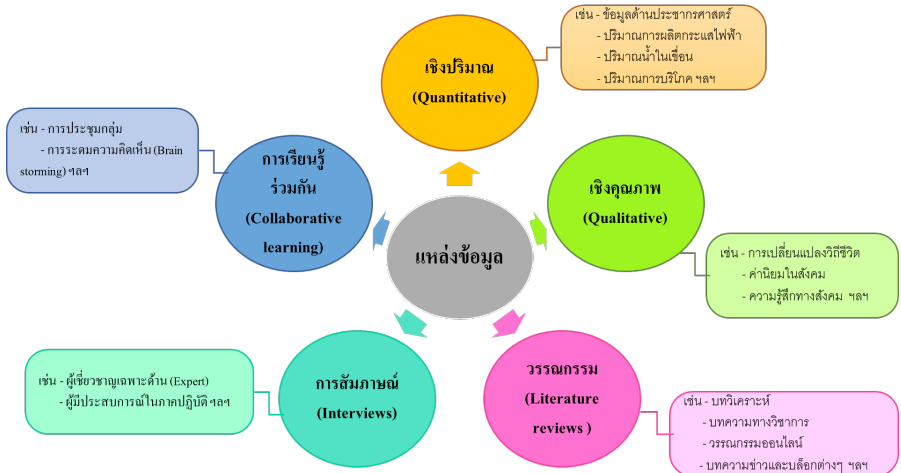 เช่น - ข้อมูลด้านประชากรศาสตร์
- ปริมาณการผลิตกระแสไฟฟ้า
- ปริมาณน้ำในเขื่อน
- ปริมาณการบริโภค ฯลฯ
เชิงปริมาณ
(Quantitative)
เช่น - การประชุมกลุ่ม
- การระดมความคิดเห็น (Brain
storming) ฯลฯ
การเรียนรู้
ร่วมกัน
(Collaborative
learning)
เชิงคุณภาพ
(Qualitative)
แหล่งข้อมูล
เช่น - การเปลี่ยนแปลงวิถีชีวิต
- ค่านิยมในสังคม
- ความรู้สึกทางสังคม ฯลฯ
เช่น - ผู้เชี่ยวชาญเฉพาะด้าน (Expert)
- ผู้มีประสบการณ์ในภาคปฏิบัติ ฯลฯ
การสัมภาษณ์
(Interviews)
วรรณกรรม
(Literature
reviews )
เช่น - บทวิเคราะห์
- บทความทางวิชาการ
- วรรณกรรมออนไลน์
- บทความข่าวและบล็อกต่างๆ ฯลฯ